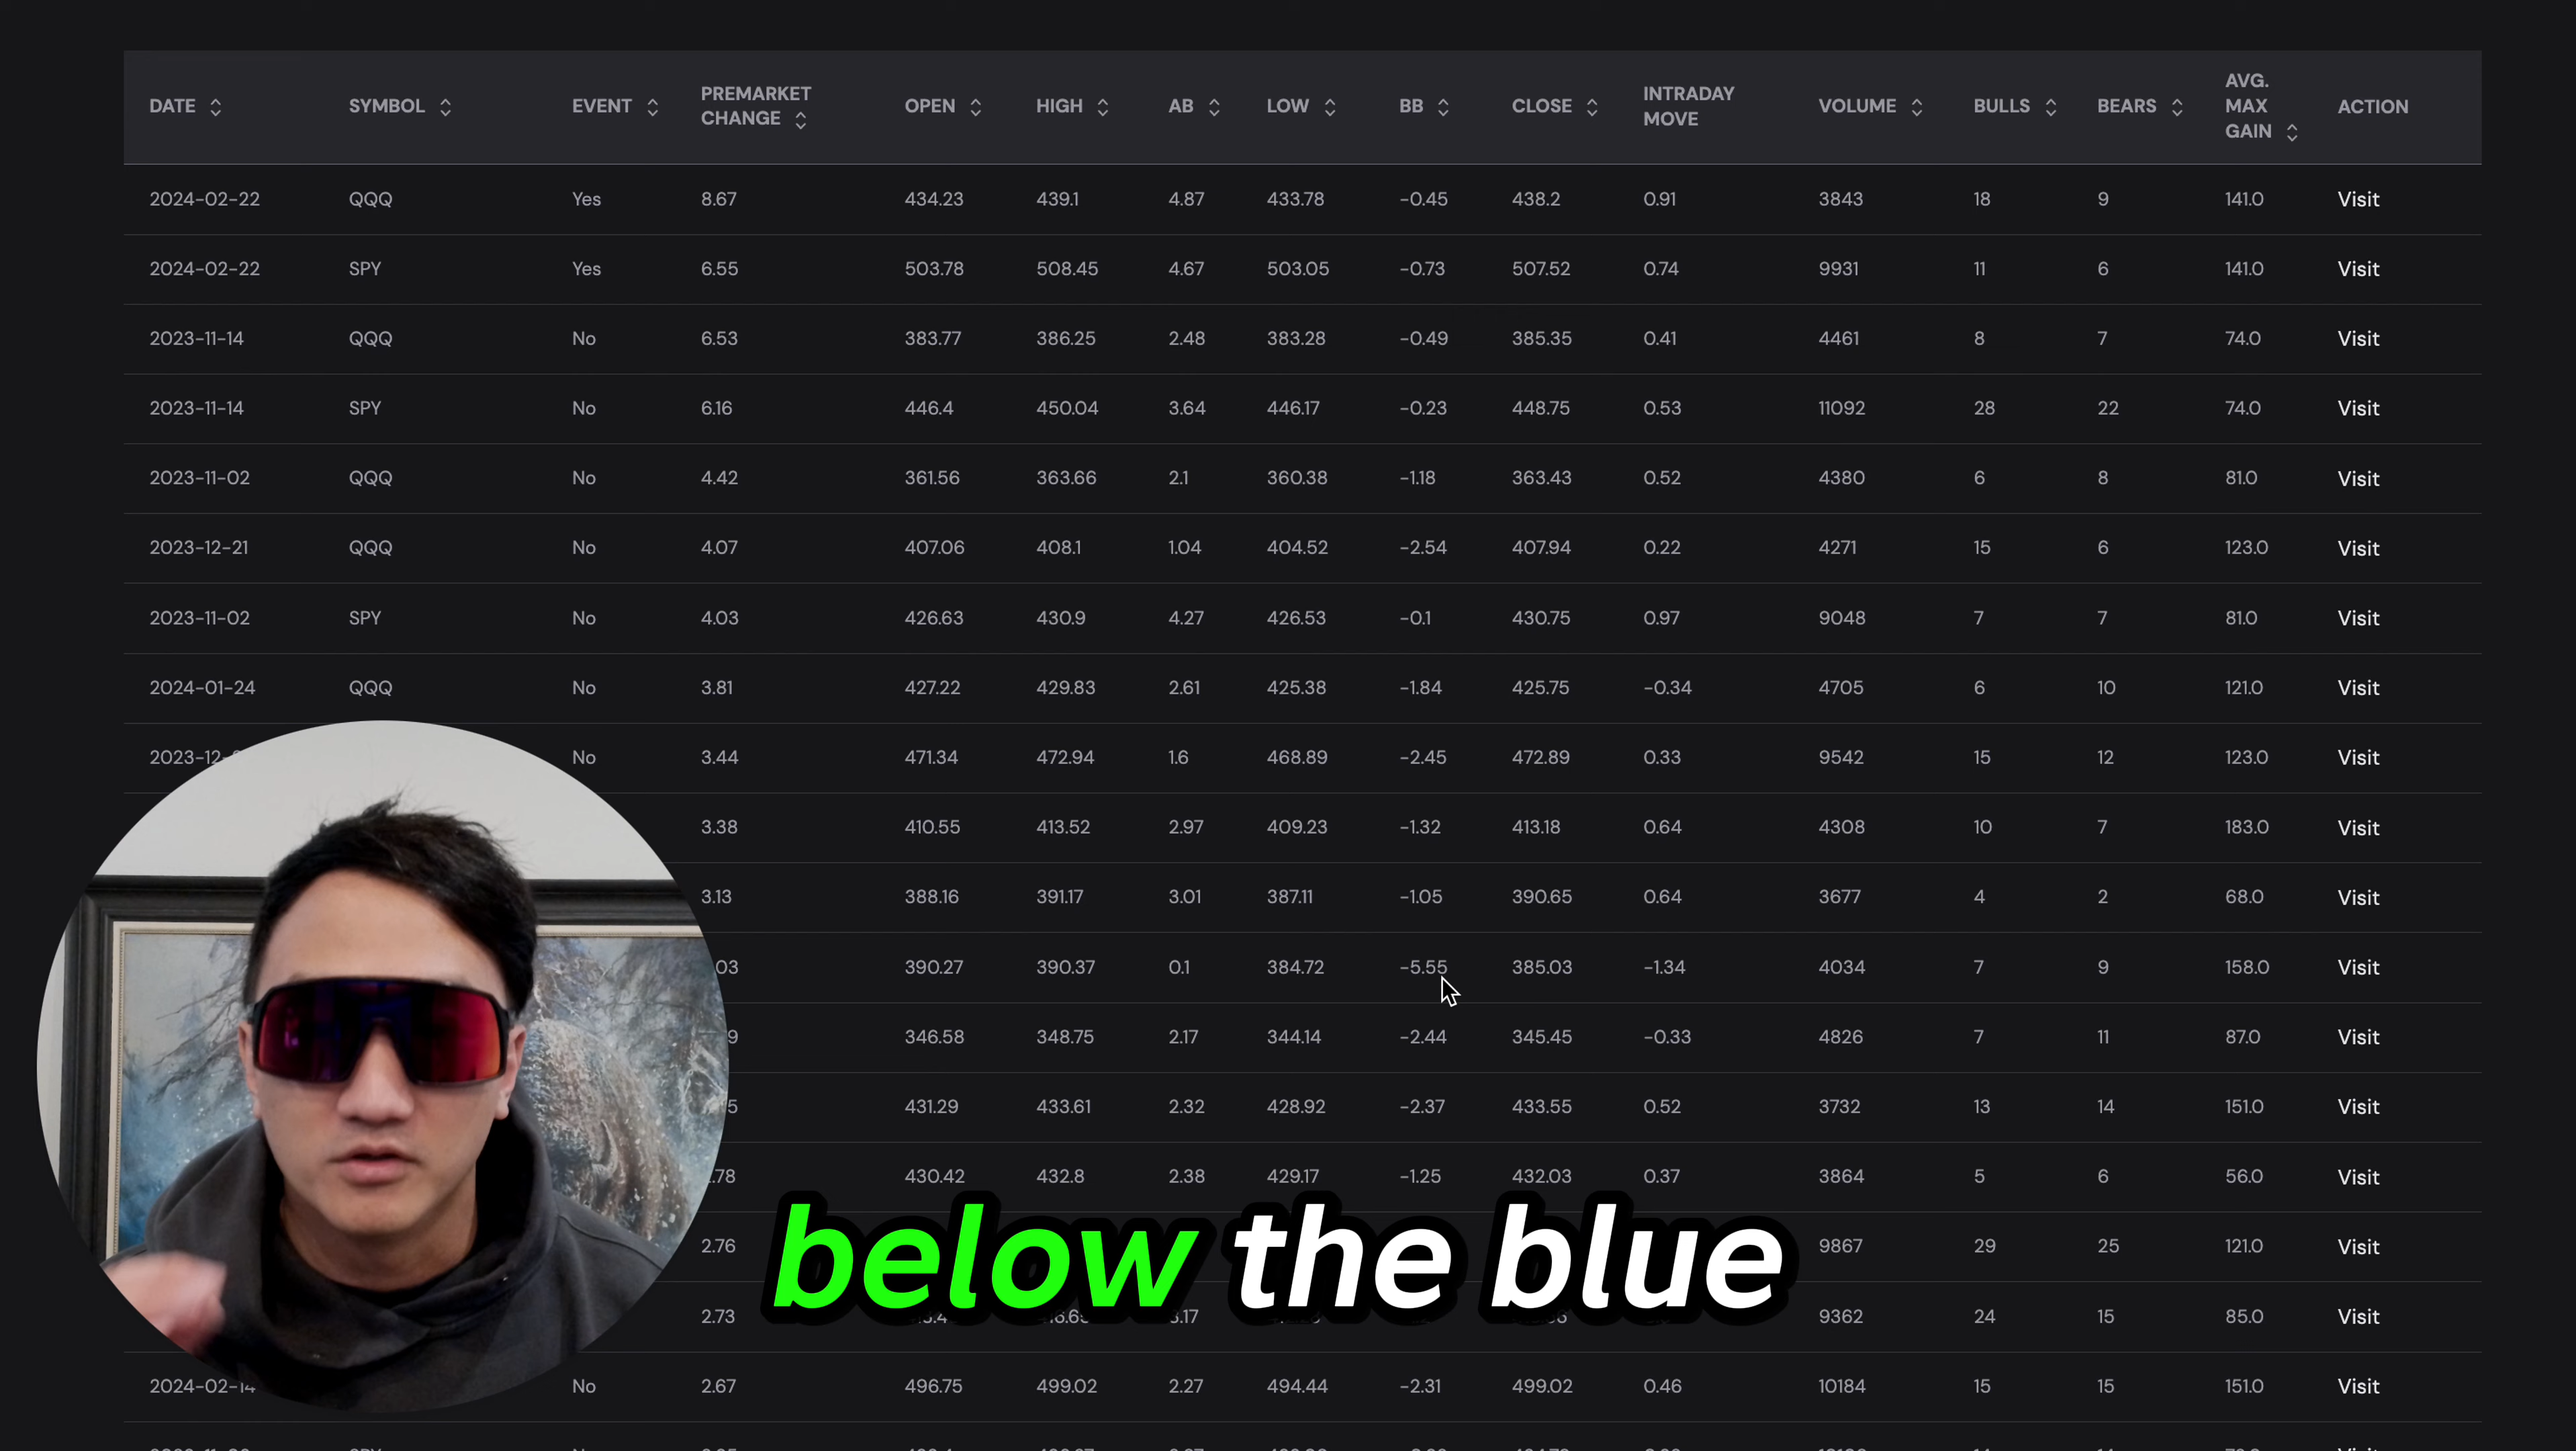 DATE SYMBOL EVENT PREMARKET CHANGE OPEN HIGH AB LOW BB CLOSE INTRADAY MOVE VOLUME BULLS BEARS AVG. MAX GAIN ACTION
2024-02-22 QQQ Yes 8.67 434.23 439.1 4.87 433.78 -0.45 438.2 0.91 3843 18 9 141.0 Visit
2024-02-22 SPY Yes 6.55 503.78 508.45 4.67 503.05 -0.73 507.52 0.74 9931 11 6 141.0 Visit
2023-11-14 QQQ No 6.53 383.77 386.25 2.48 383.28 -0.49 385.35 0.41 4461 8 7 74.0 Visit
2023-11-14 SPY No 6.16 446.4 450.04 3.64 446.17 -0.23 448.75 0.53 11092 28 22 74.0 Visit
2023-11-02 QQQ No 4.42 361.56 363.66 2.1 360.38 -1.18 363.43 0.52 4380 6 8 81.0 Visit
2023-12-21 QQQ No 4.07 407.06 408.1 1.04 404.52 -2.54 407.94 0.22 4271 15 6 123.0 Visit
2023-11-02 SPY No 4.03 426.63 430.9 4.27 426.53 -0.1 430.75 0.97 9048 7 7 81.0 Visit
2024-01-24 QQQ No 3.81 427.22 429.83 2.61 425.38 -1.84 425.75 -0.34 4705 6 10 121.0 Visit
2023-12- No 3.44 471.34 472.94 1.6 468.89 -2.45 472.89 0.33 9542 15 12 123.0 Visit
3.38 410.55 413.52 2.97 409.23 -1.32 413.18 0.64 4308 10 7 183.0 Visit
3.13 388.16 391.17 3.01 387.11 -1.05 390.65 0.64 3677 4 2 68.0 Visit
03 390.27 390.37 0.1 384.72 -5.55 385.03 -1.34 4034 7 9 158.0 Visit
9 346.58 348.75 2.17 344.14 -2.44 345.45 -0.33 4826 7 11 87.0 Visit
5 431.29 433.61 2.32 428.92 -2.37 433.55 0.52 3732 13 14 151.0 Visit
.78 430.42 432.8 2.38 429.17 -1.25 432.03 0.37 3864 5 6 56.0 Visit
2.76 9867 29 25 121.0 Visit
below the blue
2.73 9362 24 15 85.0 Visit
2024-02-14 No 2.67 496.75 499.02 2.27 494.44 -2.31 499.02 0.46 10184 15 15 151.0 Visit